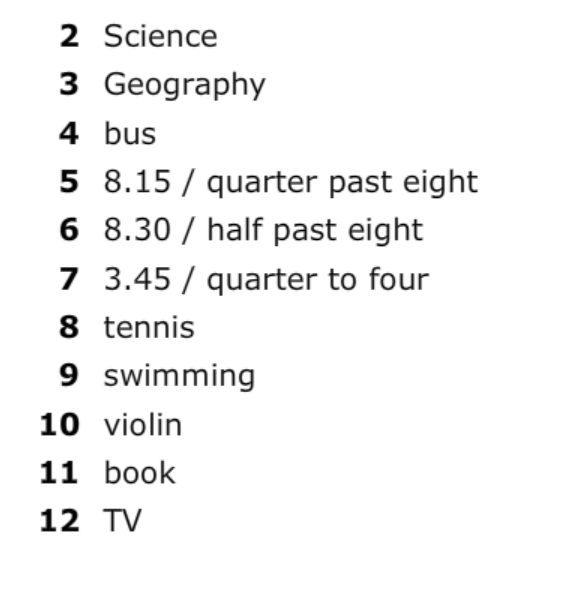 2 Science
3 Geography
4 bus
5 8.15 / quarter past eight
6 8.30 / half past eight
7 3.45 / quarter to four
8 tennis
9 swimming
10 violin
11 book
12 TV